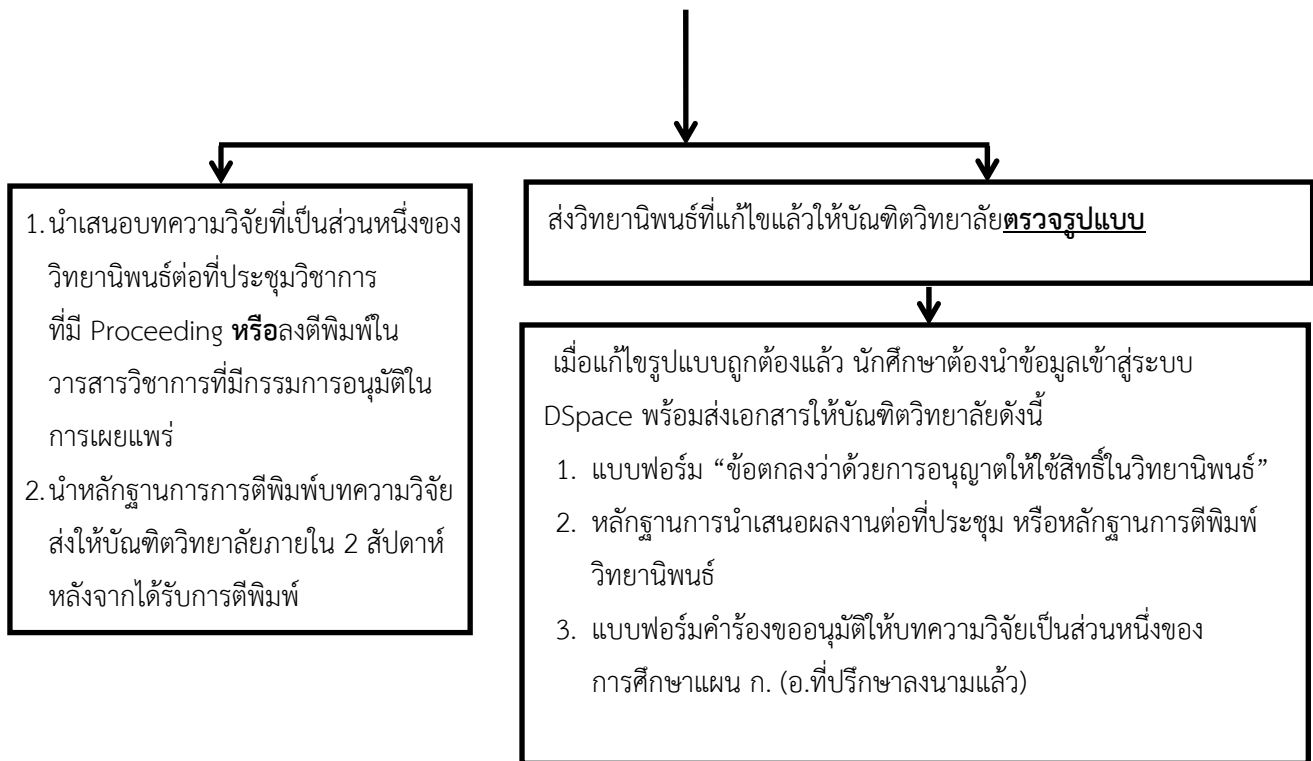 1. นำเสนอบทความวิจัยที่เป็นส่วนหนึ่งของ
วิทยานิพนธ์ต่อที่ประชุมวิชาการ
ที่มี Proceeding หรือลงตีพิมพ์ใน
วารสารวิชาการที่มีกรรมการอนุมัติใน
การเผยแพร่
2. นำหลักฐานการการตีพิมพ์บทความวิจัย
ส่งให้บัณฑิตวิทยาลัยภายใน 2 สัปดาห์
หลังจากได้รับการตีพิมพ์
ส่งวิทยานิพนธ์ที่แก้ไขแล้วให้บัณฑิตวิทยาลัยตรวจรูปแบบ
เมื่อแก้ไขรูปแบบถูกต้องแล้ว นักศึกษาต้องนำข้อมูลเข้าสู่ระบบ
DSpace พร้อมส่งเอกสารให้บัณฑิตวิทยาลัยดังนี้
1. แบบฟอร์ม “ข้อตกลงว่าด้วยการอนุญาตให้ใช้สิทธิ์ในวิทยานิพนธ์”
2. หลักฐานการนำเสนอผลงานต่อที่ประชุม หรือหลักฐานการตีพิมพ์
วิทยานิพนธ์
3. แบบฟอร์มคำร้องขออนุมัติให้บทความวิจัยเป็นส่วนหนึ่งของ
การศึกษาแผน ก. (อ.ที่ปรึกษาลงนามแล้ว)